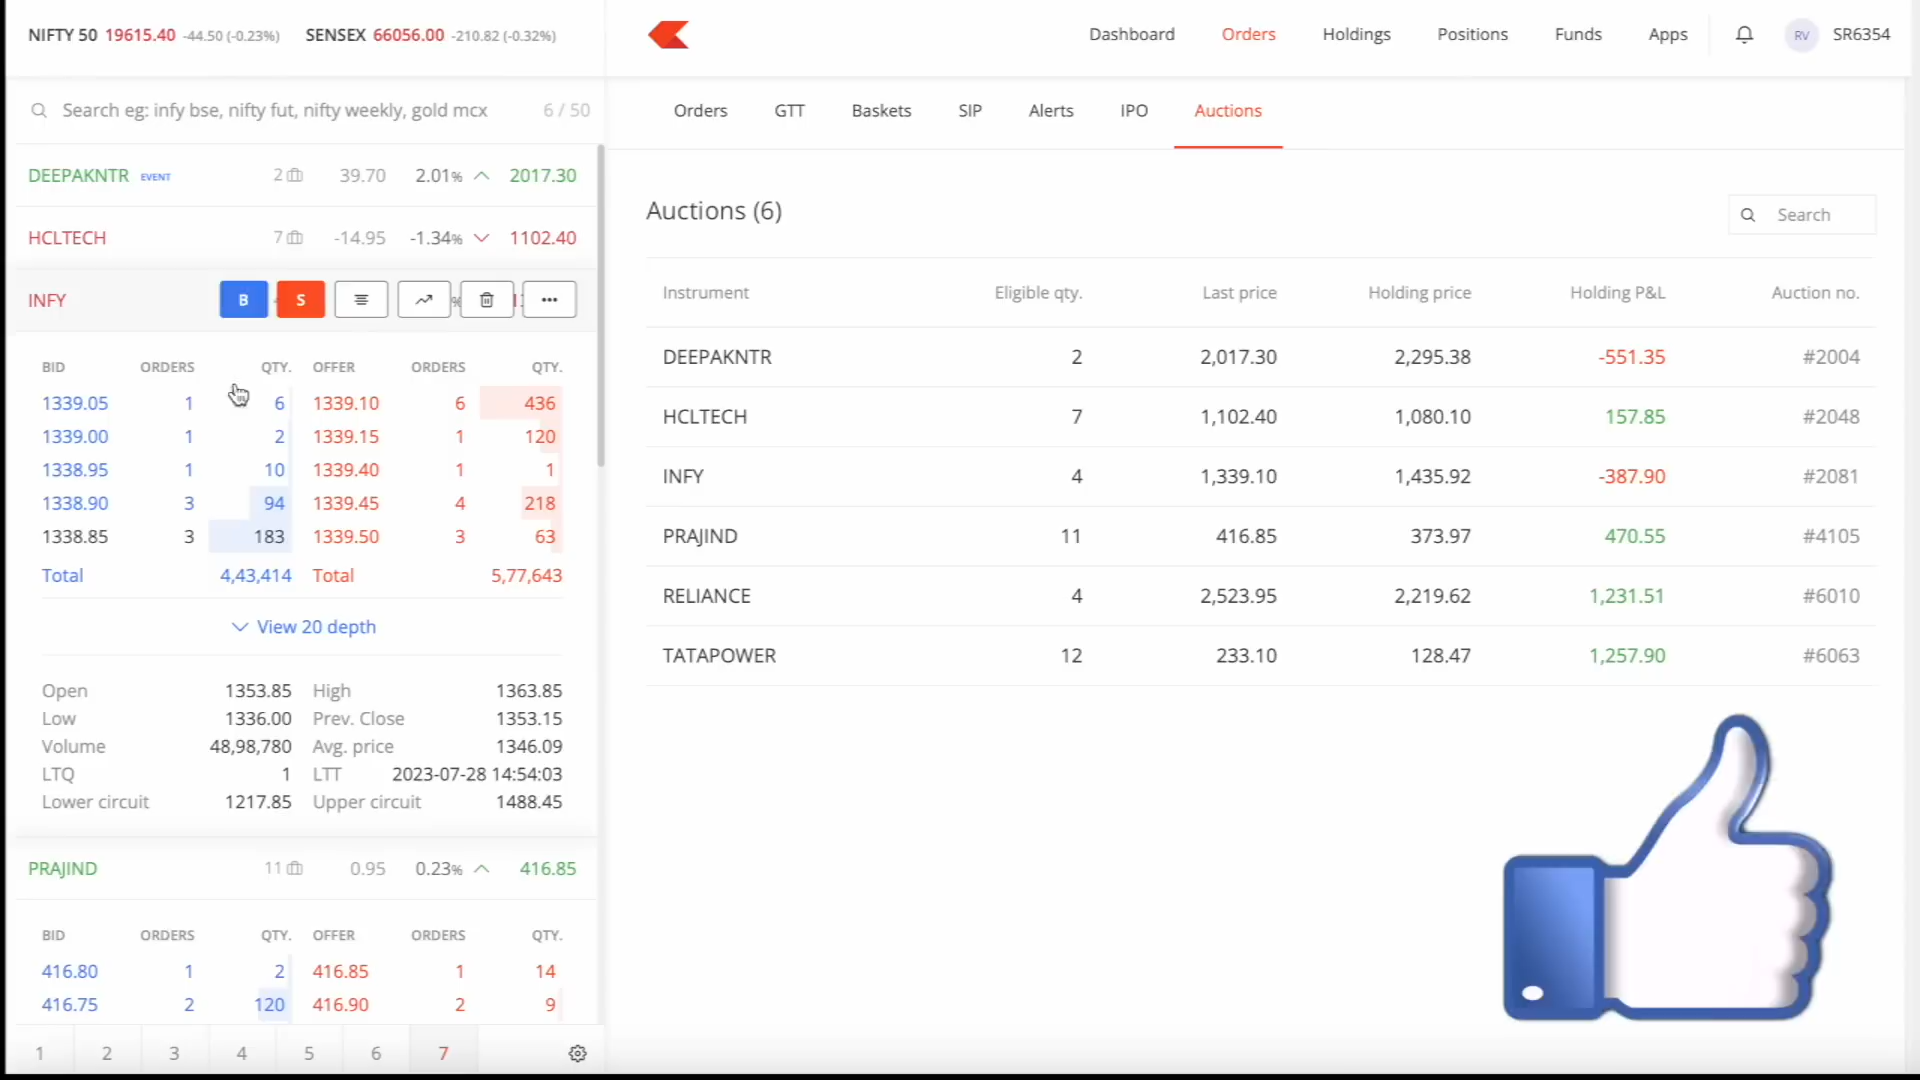 NIFTY 50 19615.40 -44.50 (-0.23%) SENSEX 66056.00 -210.82 (-0.32%)
Dashboard Orders Holdings Positions Funds Apps RV SR6354
Search eg: infy bse, nifty fut, nifty weekly, gold mcx 6 / 50
Orders GTT Baskets SIP Alerts IPO Auctions
DEEPAKNTR EVENT 2 39.70 2.01% 2017.30
HCLTECH 7 -14.95 -1.34% 1102.40
INFY B S % •••
BID ORDERS QTY. OFFER ORDERS QTY.
1339.05 1 6 1339.10 6 436
1339.00 1 2 1339.15 1 120
1338.95 1 10 1339.40 1 1
1338.90 3 94 1339.45 4 218
1338.85 3 183 1339.50 3 63
Total 4,43,414 Total 5,77,643
View 20 depth
Open 1353.85 High 1363.85
Low 1336.00 Prev. Close 1353.15
Volume 48,98,780 Avg. price 1346.09
LTQ 1 LTT 2023-07-28 14:54:03
Lower circuit 1217.85 Upper circuit 1488.45
PRAJIND 11 0.95 0.23% 416.85
BID ORDERS QTY. OFFER ORDERS QTY.
416.80 1 2 416.85 1 14
416.75 2 120 416.90 2 9
1 2 3 4 5 6 7
Auctions (6)
Search
Instrument Eligible qty. Last price Holding price Holding P&L Auction no.
DEEPAKNTR 2 2,017.30 2,295.38 -551.35 #2004
HCLTECH 7 1,102.40 1,080.10 157.85 #2048
INFY 4 1,339.10 1,435.92 -387.90 #2081
PRAJIND 11 416.85 373.97 470.55 #4105
RELIANCE 4 2,523.95 2,219.62 1,231.51 #6010
TATAPOWER 12 233.10 128.47 1,257.90 #6063